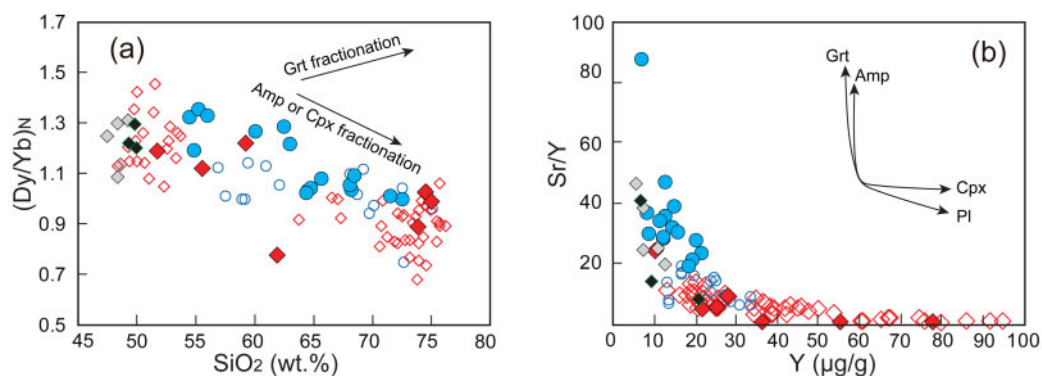 (a)
1.7
1.5
1.3
1.1
0.9
0.7
0.5
(Dy/Yb)N
Grt fractionation
Amp or Cpx fractionation
45 50 55 60 65 70 75 80
SiO2 (wt.%)
(b)
100
80
60
40
20
0
Sr/Y
Grt
Amp
Cpx
Pl
0 10 20 30 40 50 60 70 80 90 100
Y (µg/g)